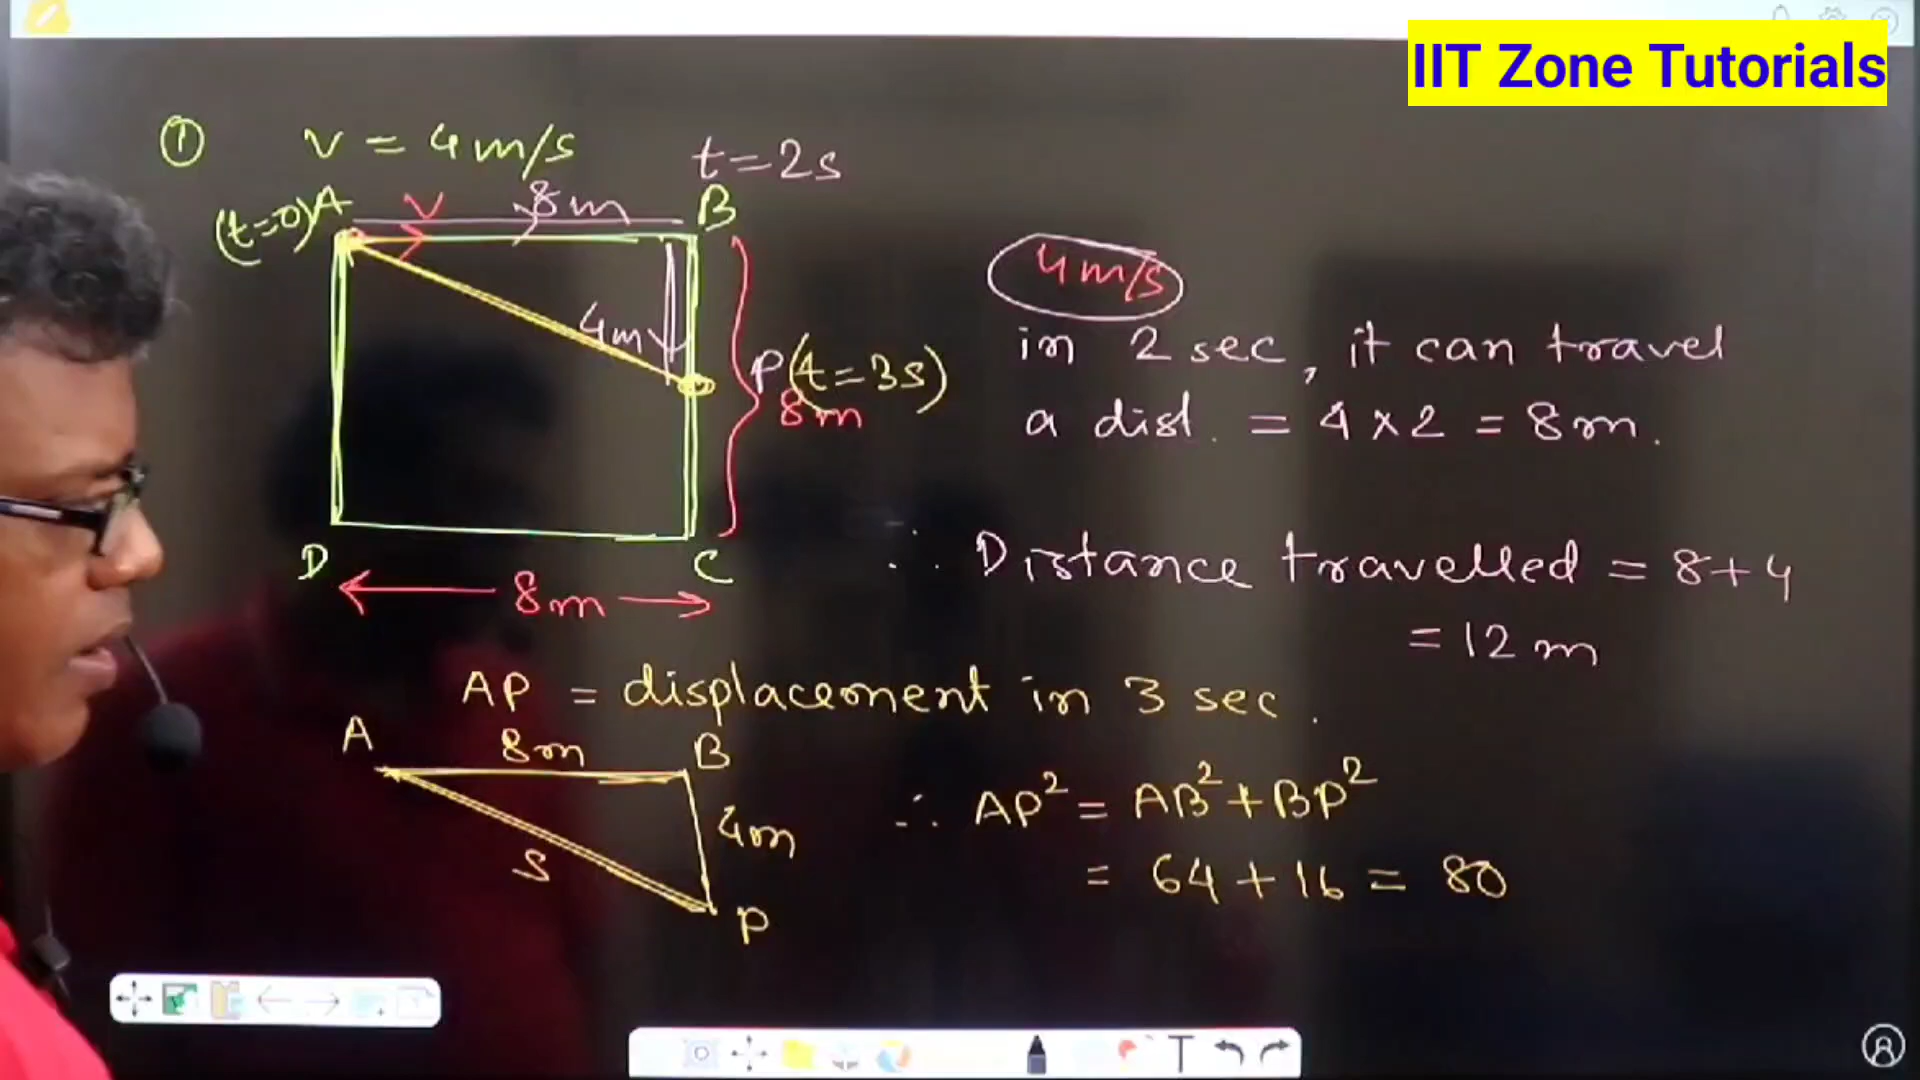 IIT Zone Tutorials
① v = 4 m/s
t = 2s
(t=0) A
v
8m
B
4m
P(t=3s)
8m
D
C
8m
4 m/s
in 2 sec, it can travel
a dist. = 4 × 2 = 8 m.
∴ Distance travelled = 8+4
= 12 m
AP = displacement in 3 sec.
A
8m
B
4m
S
P
∴ AP² = AB² + BP²
= 64 + 16 = 80
T